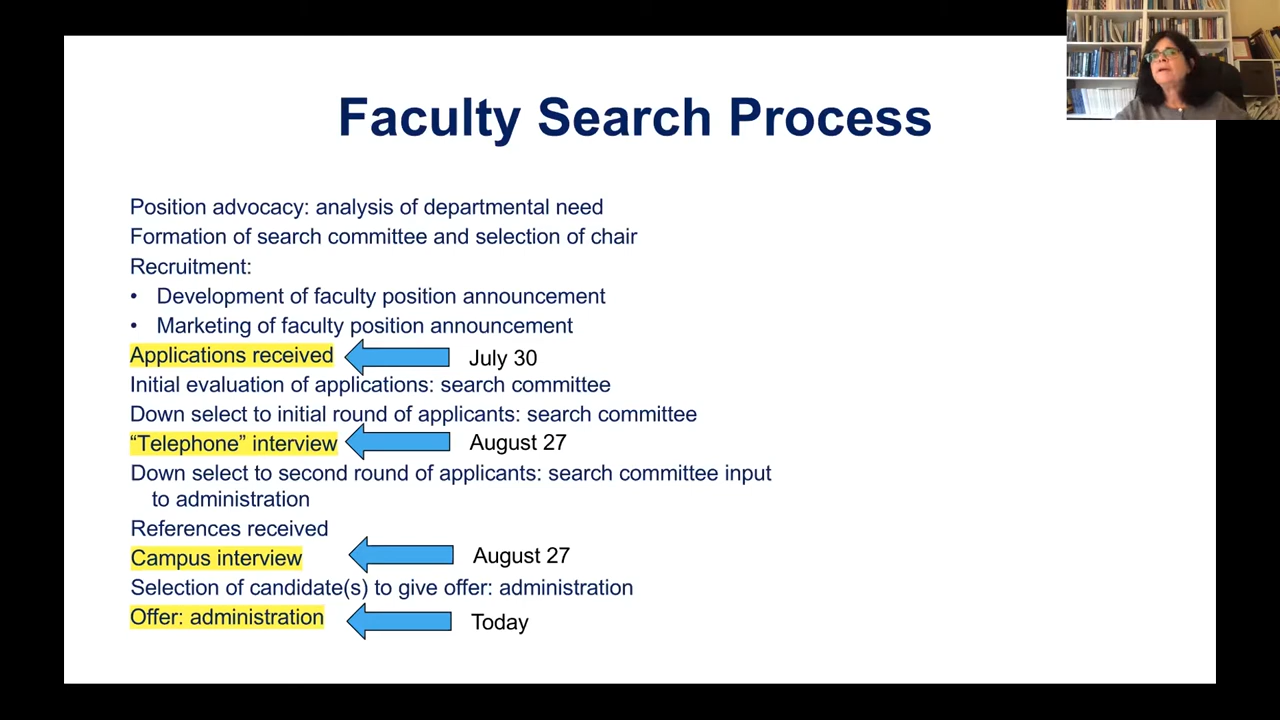 Faculty Search Process
Position advocacy: analysis of departmental need
Formation of search committee and selection of chair
Recruitment:
• Development of faculty position announcement
• Marketing of faculty position announcement
Applications received
July 30
Initial evaluation of applications: search committee
Down select to initial round of applicants: search committee
“Telephone” interview
August 27
Down select to second round of applicants: search committee input
to administration
References received
Campus interview
August 27
Selection of candidate(s) to give offer: administration
Offer: administration
Today